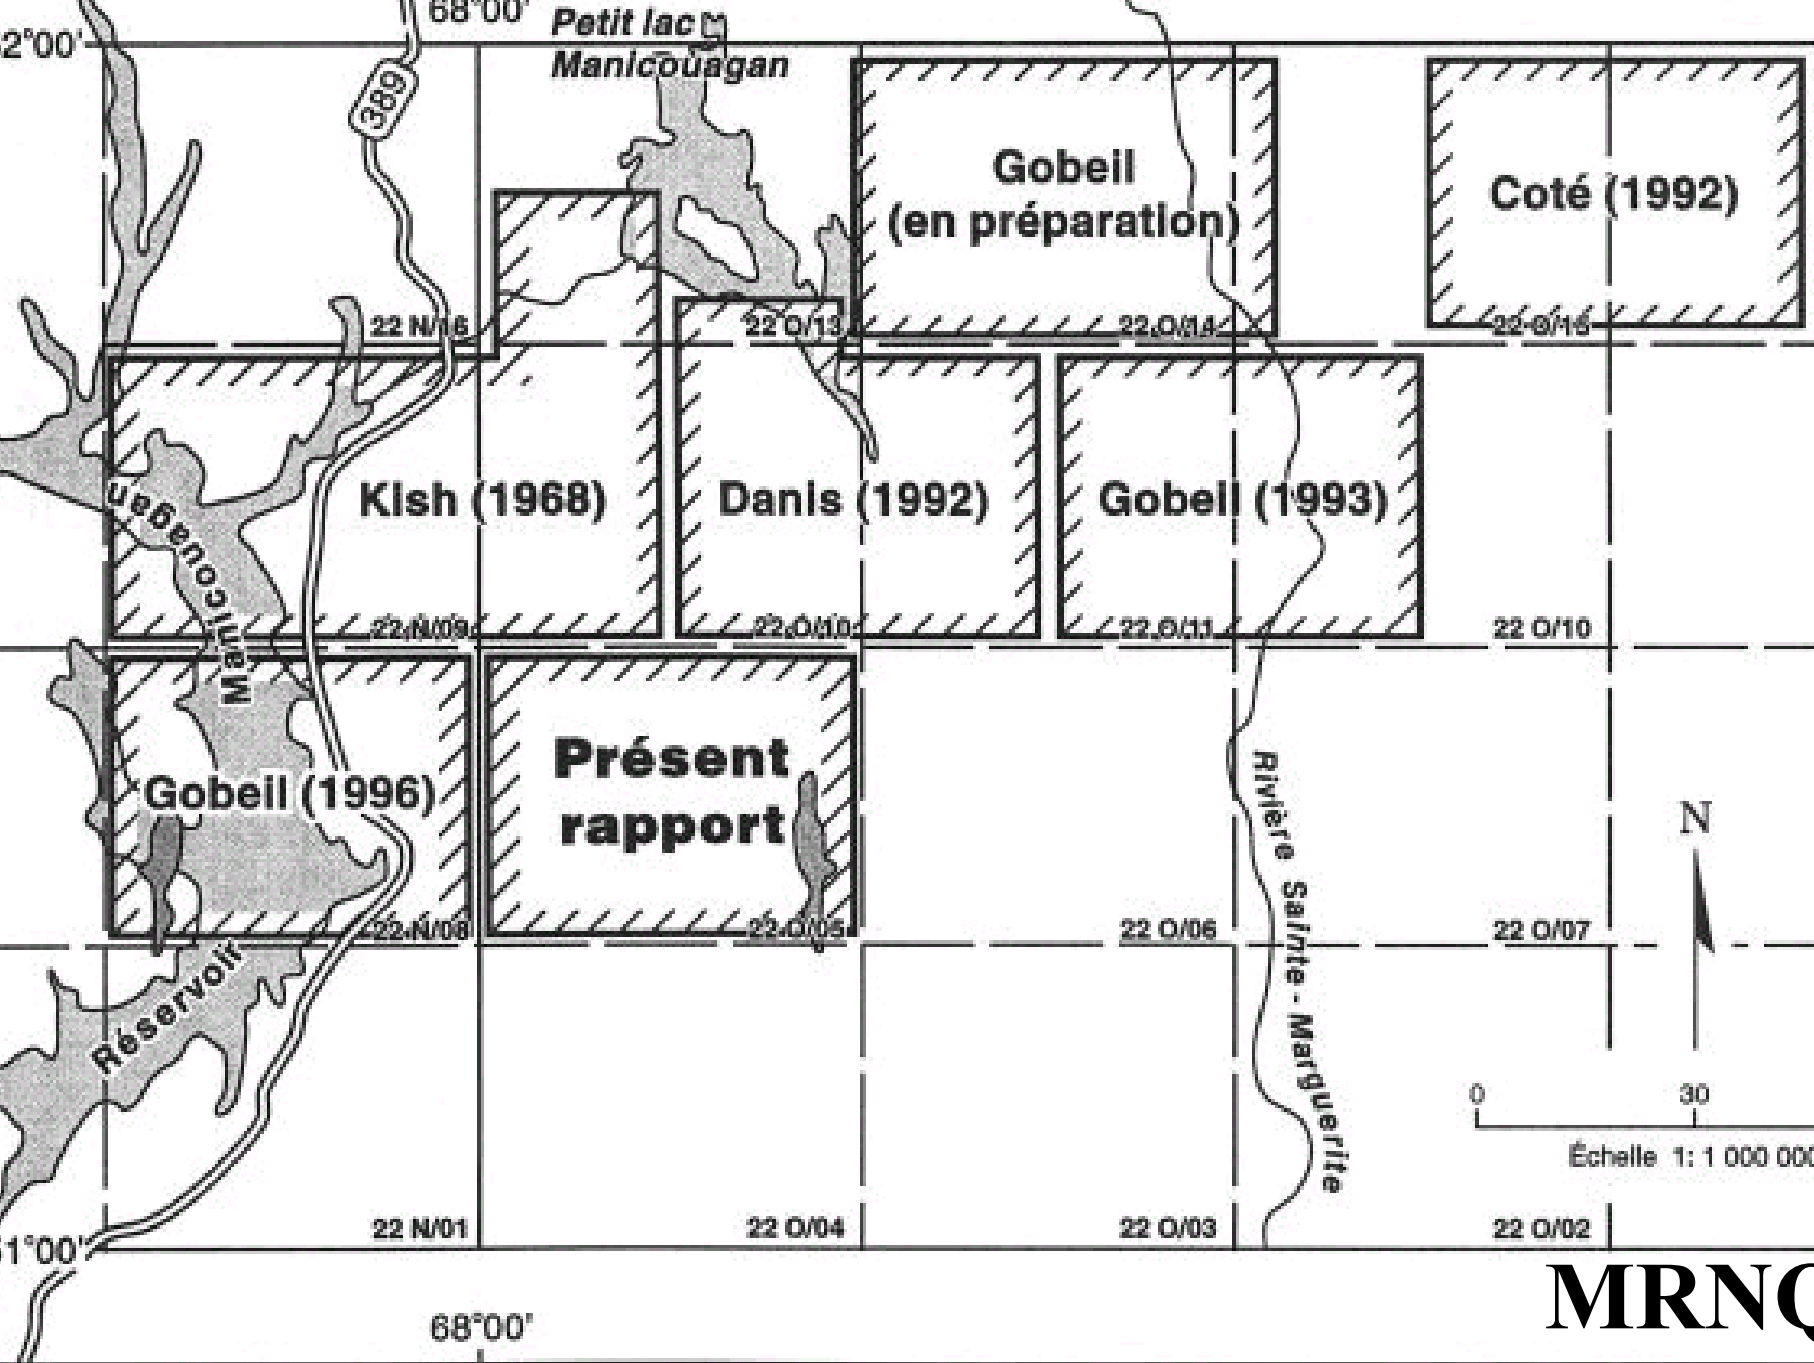 68°00'
Petit lac
Manicouagan
2°00'
389
Gobeil
(en préparation)
Coté (1992)
22 N/16
22 O/13
22 O/14
22 O/15
Kish (1968)
Danis (1992)
Gobeil (1993)
Manicouagan
22 N/09
22 O/10
22 O/11
22 O/10
Présent
rapport
Gobeil (1996)
Rivière Sainte-Marguerite
N
22 N/08
22 O/05
22 O/06
22 O/07
Réservoir
0
30
Échelle 1: 1 000 000
22 N/01
22 O/04
22 O/03
22 O/02
1°00'
MRNQ
68°00'